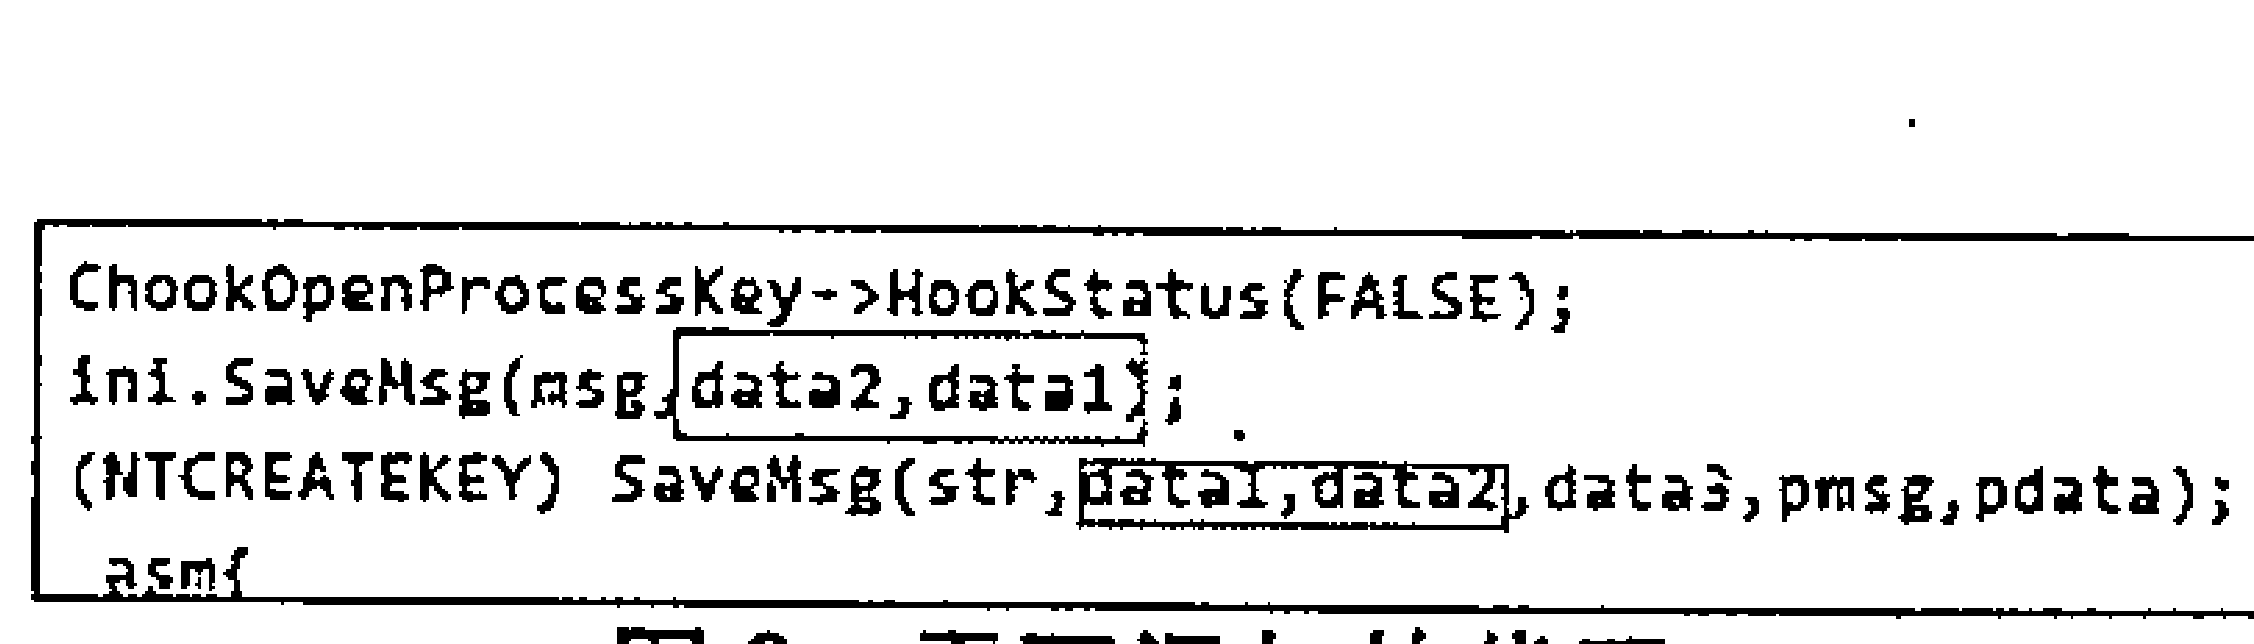 ChookOpenProcessKey->HookStatus(FALSE);
ini.SaveMsg(msg,data2,data1);
(NTCREATEKEY) SaveMsg(str,data1,data2,data3,pmsg,pdata);
asm{